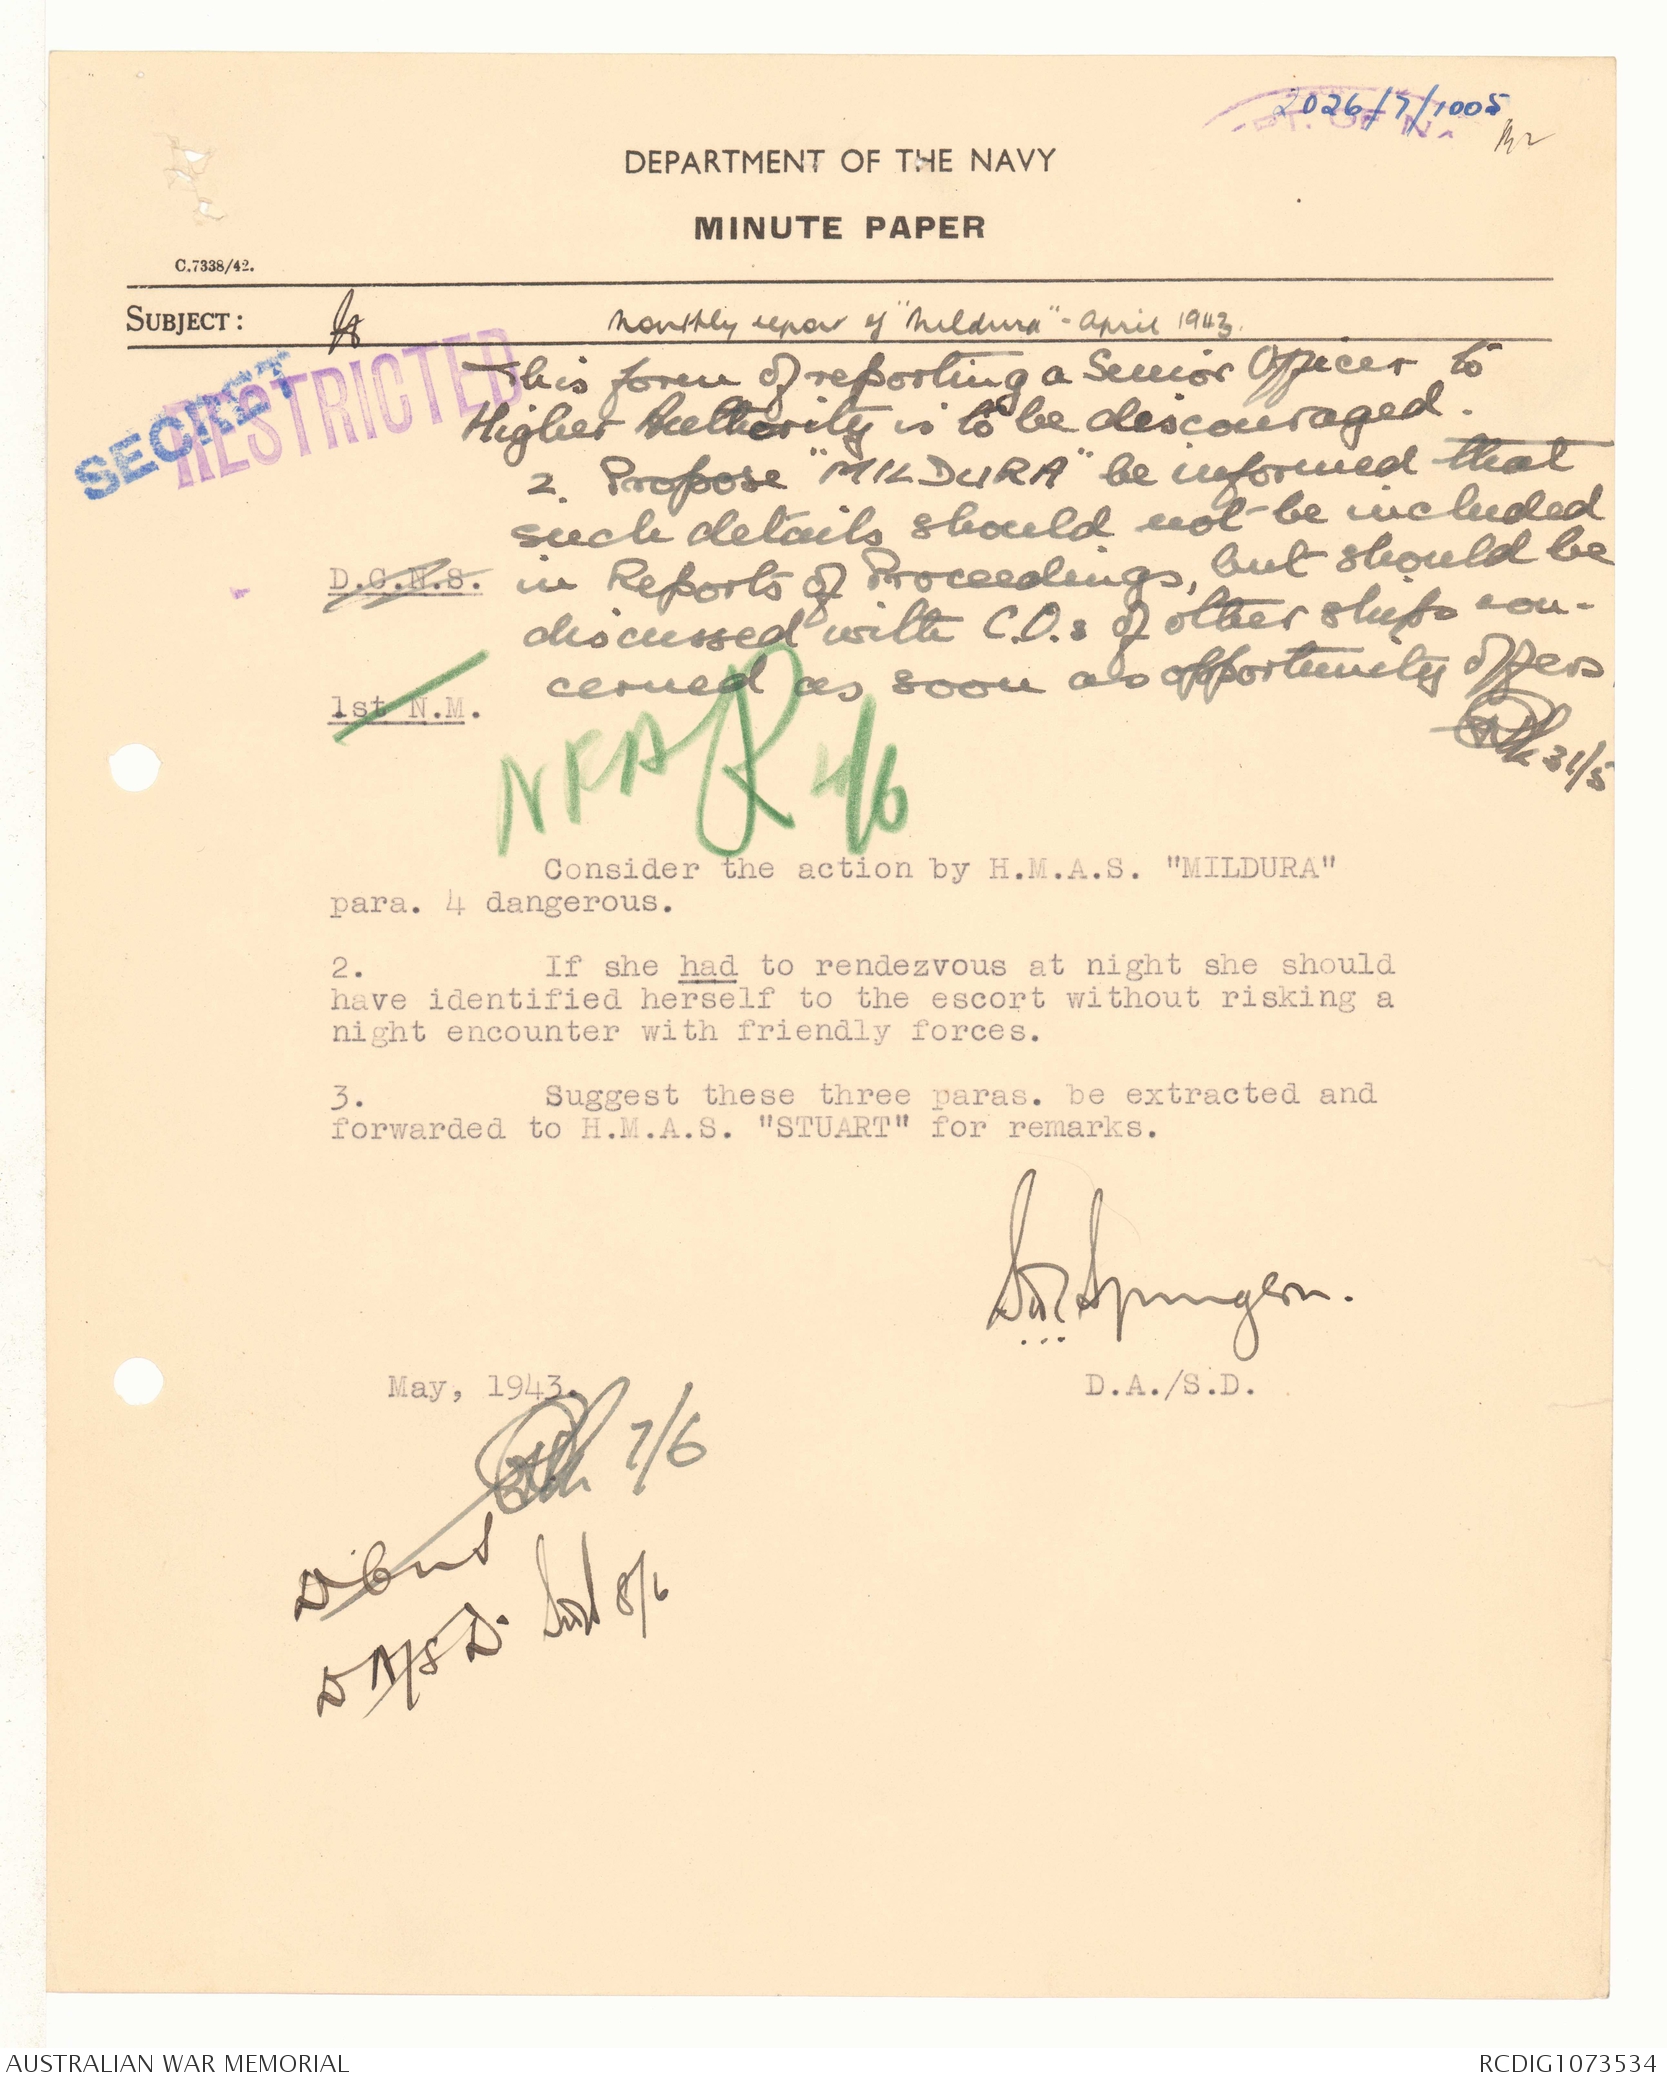 2026/7/1005
DEPARTMENT OF THE NAVY
MINUTE PAPER
C.7338/42.
SUBJECT:
Monthly report of "Mildura" - April 1943.
SECRET
RESTRICTED
This form of reporting a Senior Officer to
Higher Authority is to be discouraged.
2. Propose "MILDURA" be informed that
such details should not be included
D.C.N.S. in Reports of Proceedings, but should be
discussed with C.O.s of other ships con-
cerned as soon as opportunity offers
1st N.M.
31/5
NFA 4/6
Consider the action by H.M.A.S. "MILDURA"
para. 4 dangerous.
2. If she had to rendezvous at night she should
have identified herself to the escort without risking a
night encounter with friendly forces.
3. Suggest these three paras. be extracted and
forwarded to H.M.A.S. "STUART" for remarks.
May, 1943.
D.A./S.D.
7/6
D A/S D. 8/6
AUSTRALIAN WAR MEMORIAL
RCDIG1073534